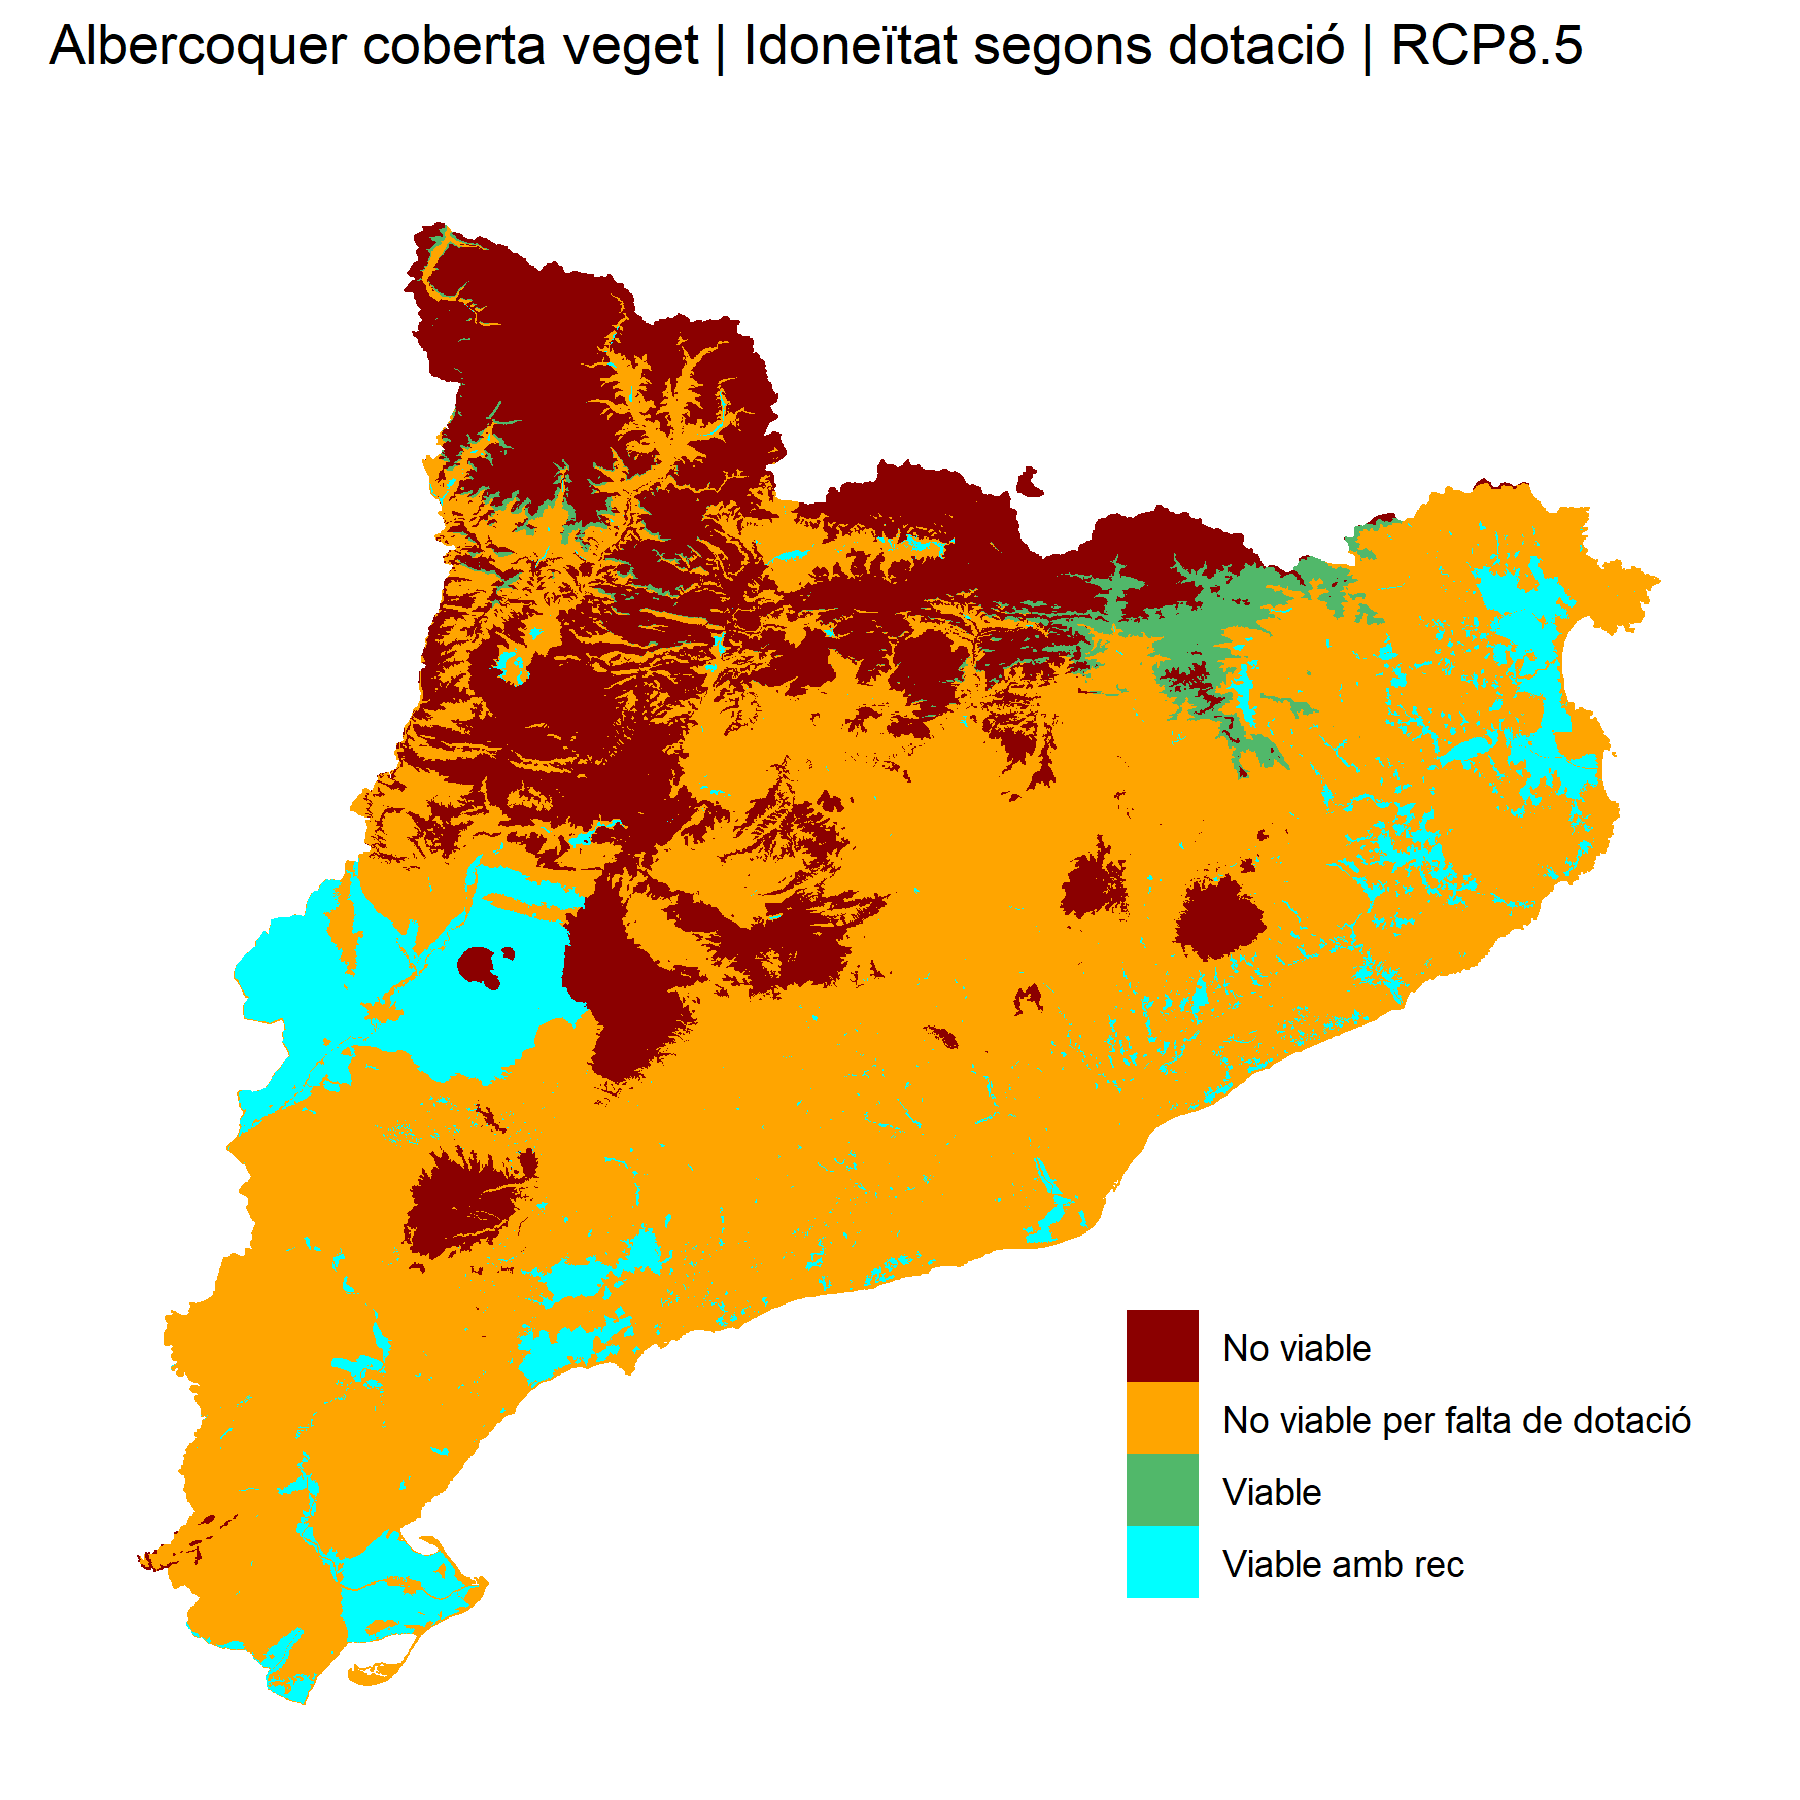 Albercoquer coberta veget | Idoneïtat segons dotació | RCP8.5
No viable
No viable per falta de dotació
Viable
Viable amb rec